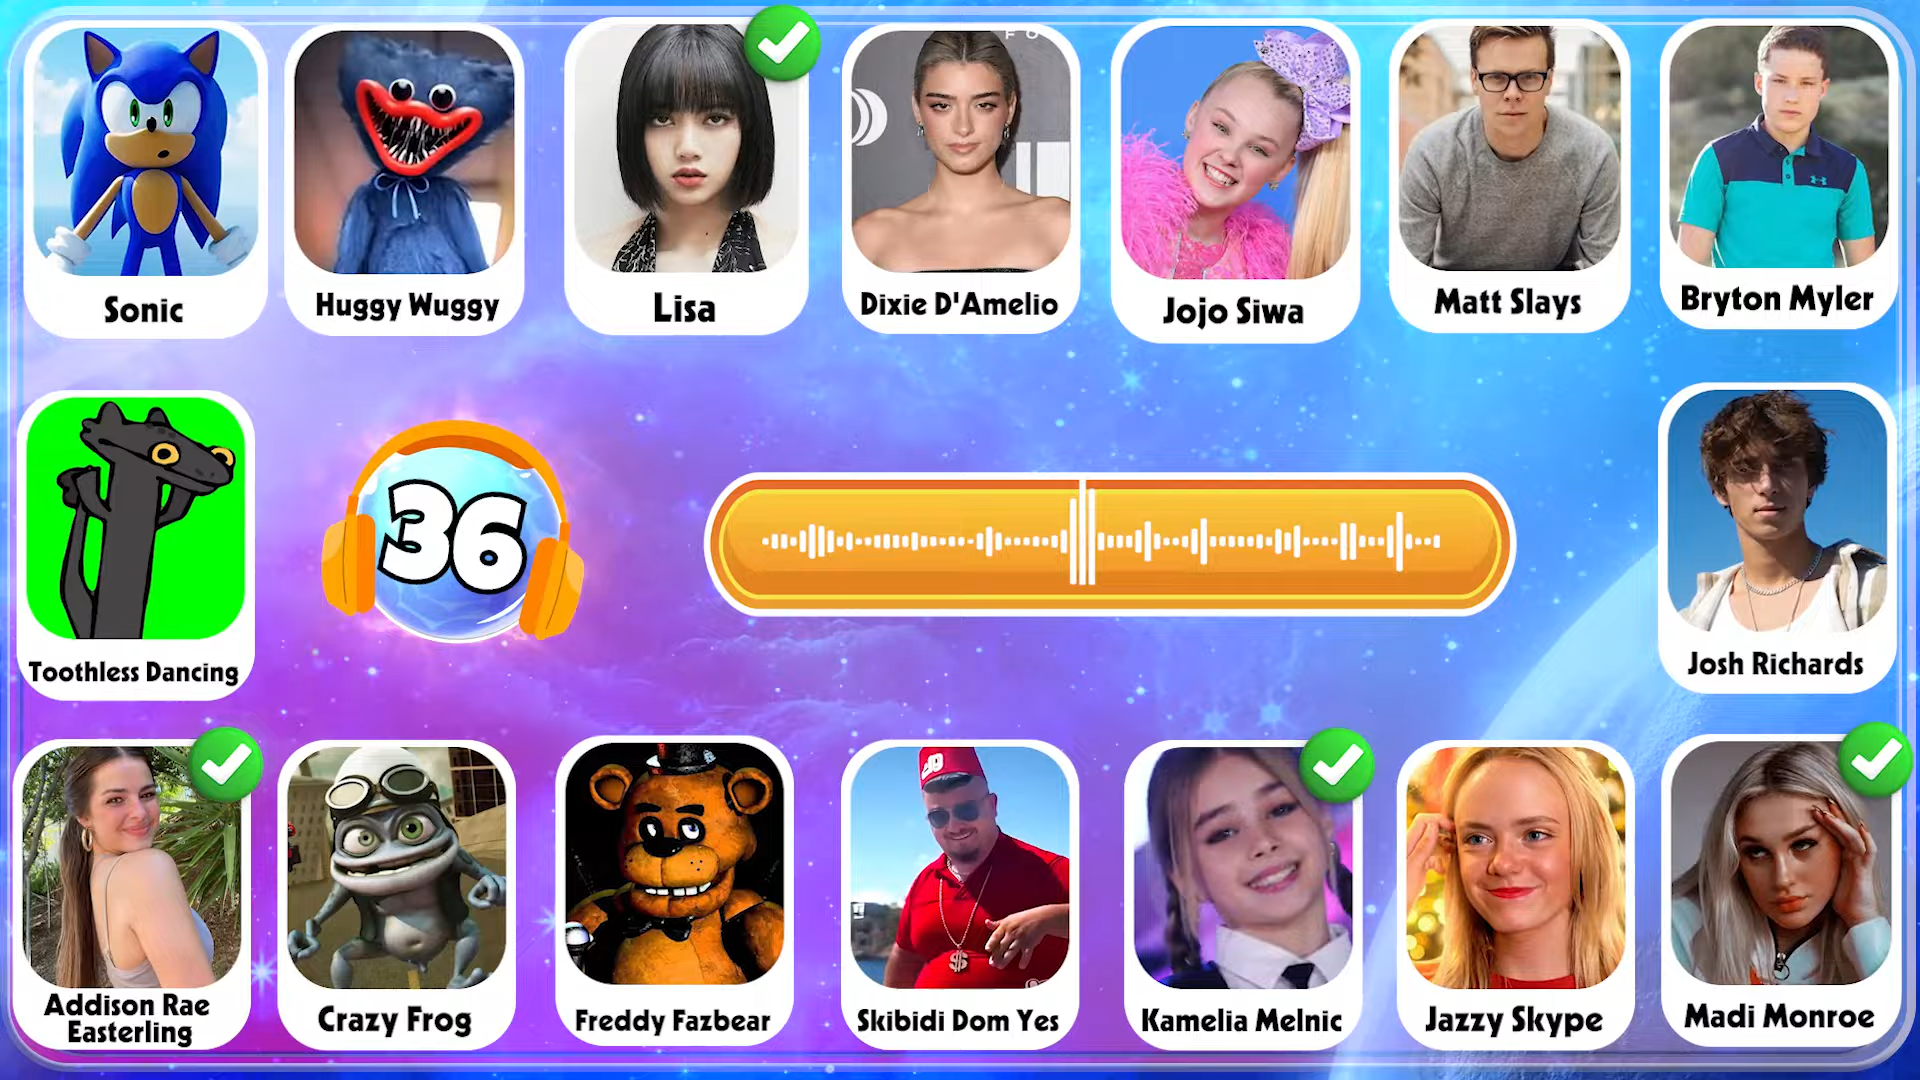 FO
Sonic
Huggy Wuggy
Lisa
Dixie D'Amelio
Jojo Siwa
Matt Slays
Bryton Myler
36
Toothless Dancing
Josh Richards
Addison Rae
Easterling
Crazy Frog
Freddy Fazbear
Skibidi Dom Yes
Kamelia Melnic
Jazzy Skype
Madi Monroe